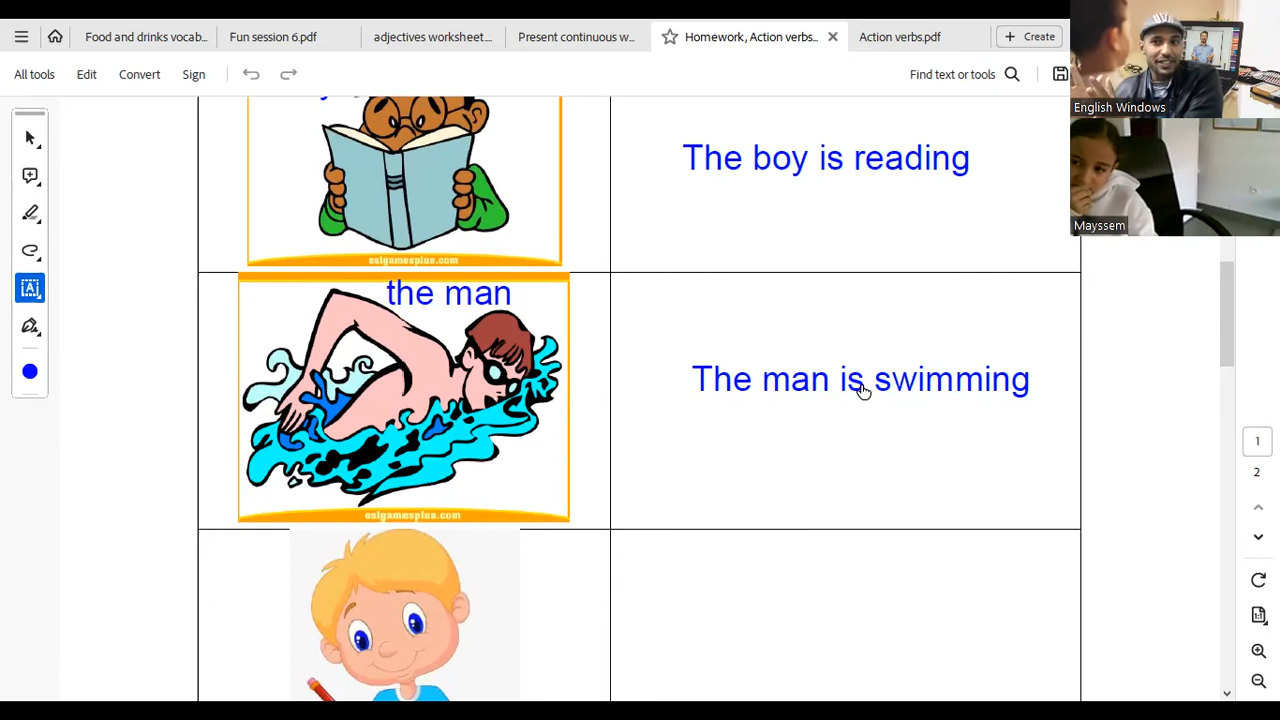 Food and drinks vocab...
Fun session 6.pdf
adjectives worksheet...
Present continuous w...
Homework, Action verbs...
Action verbs.pdf
Create
All tools
Edit
Convert
Sign
Find text or tools
English Windows
Mayssem
The boy is reading
eslgamesplus.com
the man
The man is swimming
eslgamesplus.com
1
2